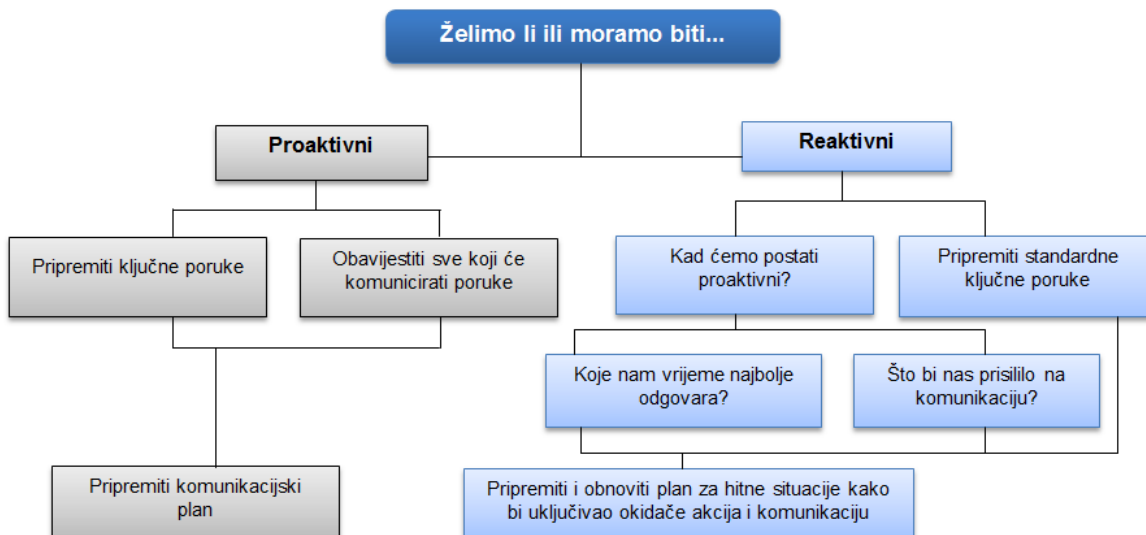 Želimo li ili moramo biti...
Proaktivni
Reaktivni
Pripremiti ključne poruke
Obavijestiti sve koji će
komunicirati poruke
Kad ćemo postati
proaktivni?
Pripremiti standardne
ključne poruke
Koje nam vrijeme najbolje
odgovara?
Što bi nas prisililo na
komunikaciju?
Pripremiti komunikacijski
plan
Pripremiti i obnoviti plan za hitne situacije kako
bi uključivao okidače akcija i komunikaciju